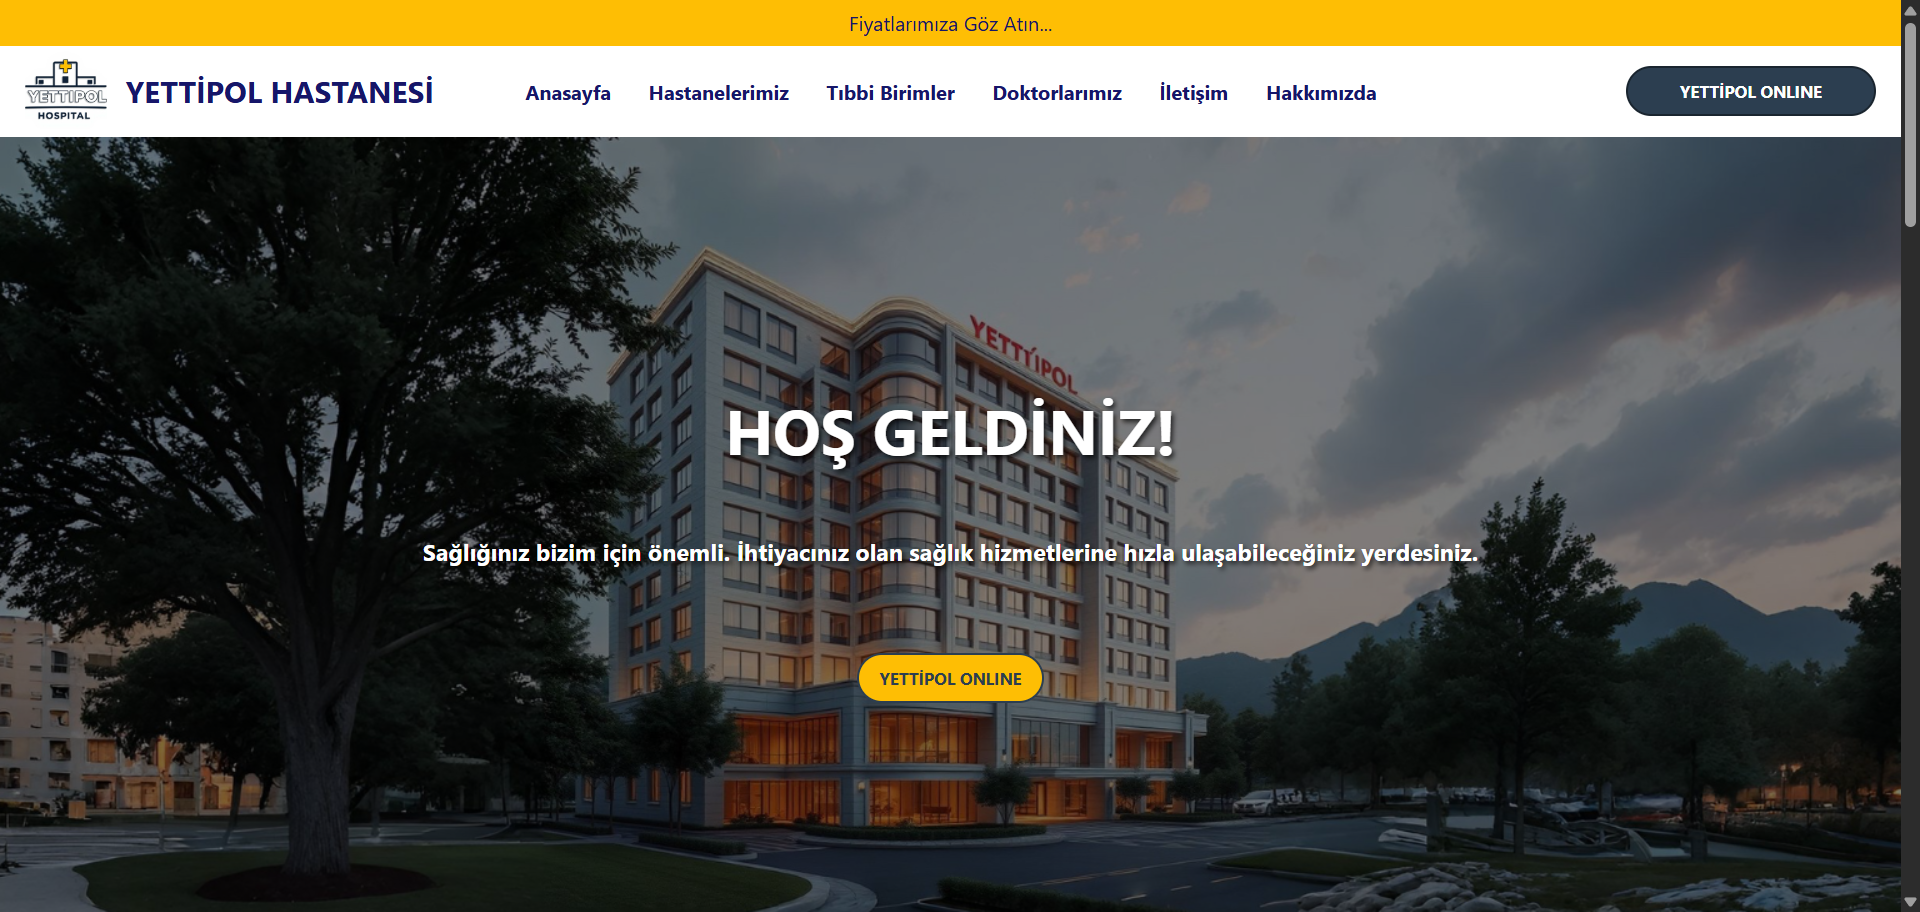 Fiyatlarımıza Göz Atın...
YETTİPOL
HOSPITAL
YETTİPOL HASTANESİ
Anasayfa
Hastanelerimiz
Tıbbi Birimler
Doktorlarımız
İletişim
Hakkımızda
YETTİPOL ONLINE
YETTİPOL
HOŞ GELDİNİZ!
Sağlığınız bizim için önemli. İhtiyacınız olan sağlık hizmetlerine hızla ulaşabileceğiniz yerdesiniz.
YETTİPOL ONLINE